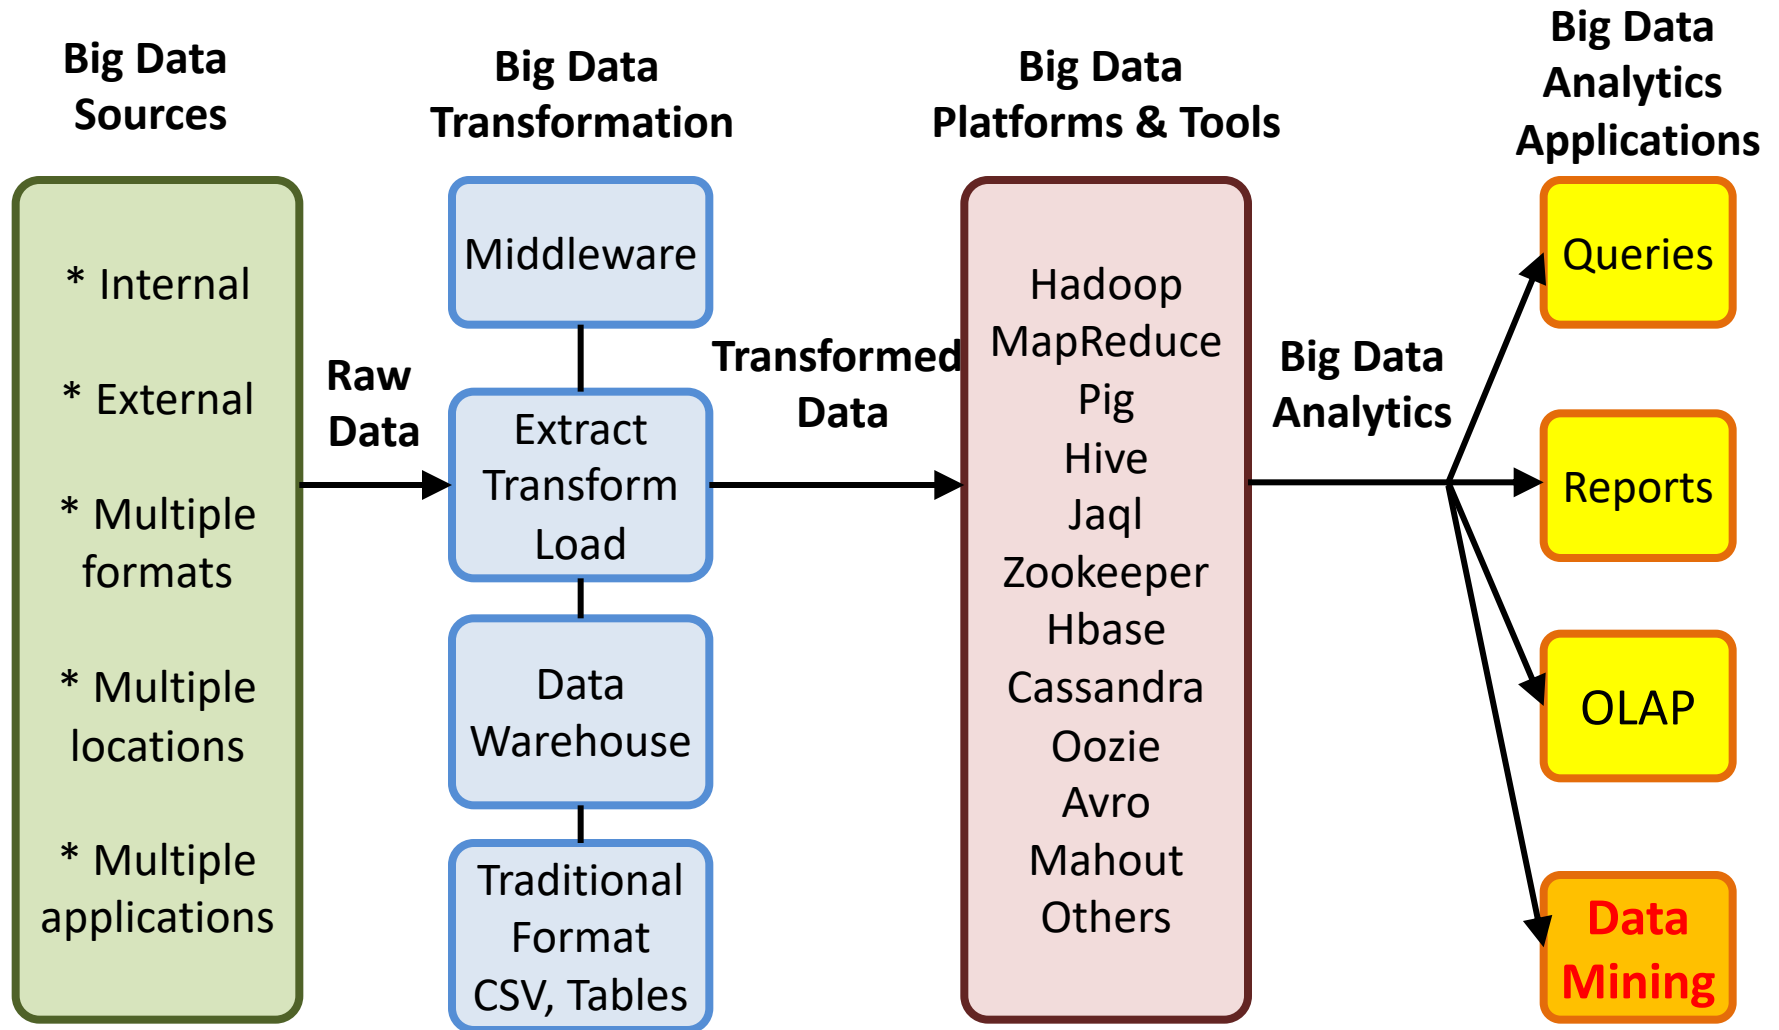 Big Data
Sources
* Internal
* External
* Multiple
formats
* Multiple
locations
* Multiple
applications
Raw
Data
Big Data
Transformation
Middleware
Extract
Transform
Load
Data
Warehouse
Traditional
Format
CSV, Tables
Transformed
Data
Big Data
Platforms & Tools
Hadoop
MapReduce
Pig
Hive
Jaql
Zookeeper
Hbase
Cassandra
Oozie
Avro
Mahout
Others
Big Data
Analytics
Big Data
Analytics
Applications
Queries
Reports
OLAP
Data
Mining